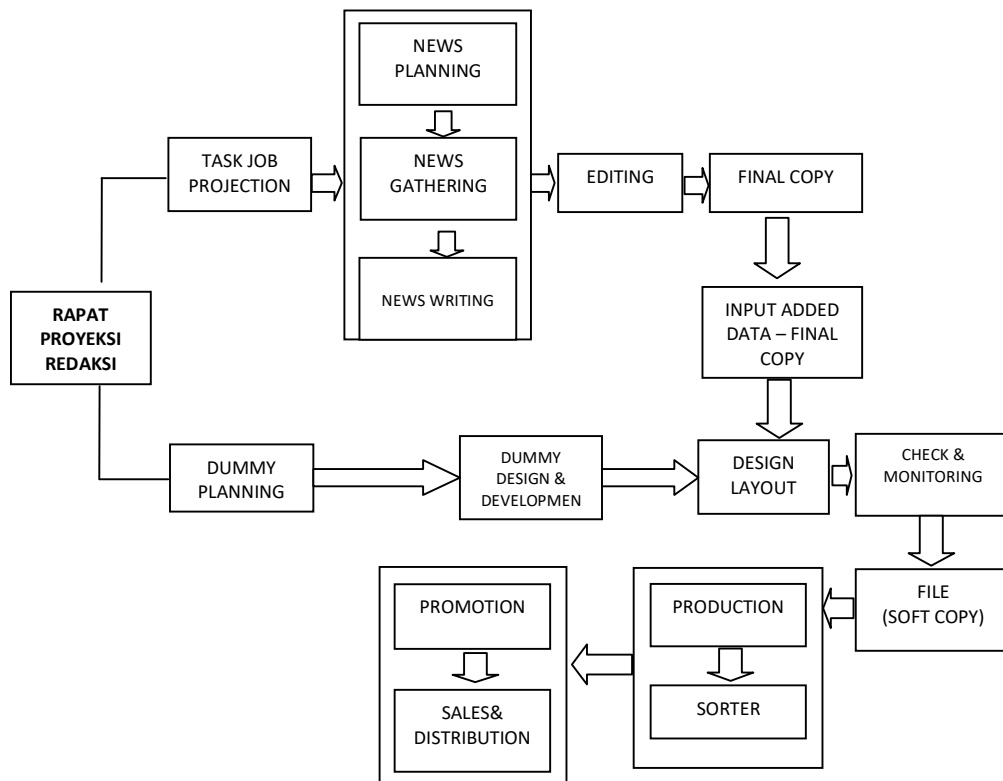 NEWS
PLANNING
TASK JOB
PROJECTION
NEWS
GATHERING
EDITING
FINAL COPY
NEWS WRITING
RAPAT
PROYEKSI
REDAKSI
INPUT ADDED
DATA – FINAL
COPY
DUMMY
PLANNING
DUMMY
DESIGN &
DEVELOPMEN
DESIGN
LAYOUT
CHECK &
MONITORING
FILE
(SOFT COPY)
PRODUCTION
SORTER
PROMOTION
SALES&
DISTRIBUTION